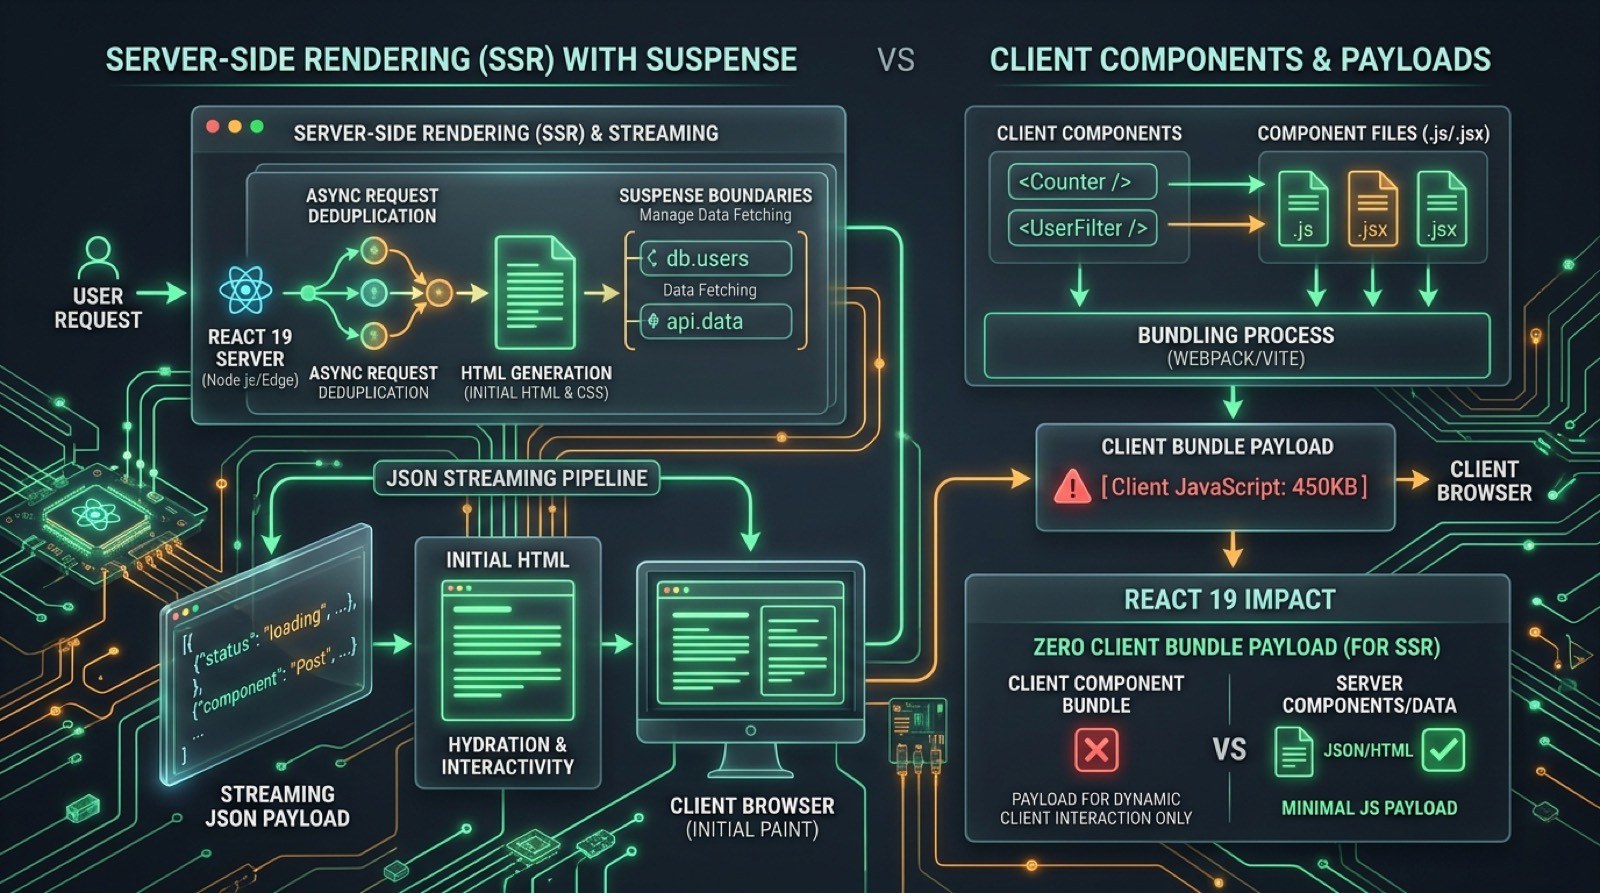 SERVER-SIDE RENDERING (SSR) WITH SUSPENSE
VS
CLIENT COMPONENTS & PAYLOADS
SERVER-SIDE RENDERING (SSR) & STREAMING
USER
REQUEST
REACT 19
SERVER
(Node je/Edge)
ASYNC REQUEST
DEDUPLICATION
ASYNC REQUEST
DEDUPLICATION
HTML GENERATION
(INITIAL HTML & CSS)
SUSPENSE BOUNDARIES
Manage Data Fetching
db.users
Data Fetching
api.data
JSON STREAMING PIPELINE
[{
{"status": "loading", ...},
},
{"component": "Post", ...}
...
]
STREAMING
JSON PAYLOAD
INITIAL HTML
HYDRATION &
INTERACTIVITY
CLIENT BROWSER
(INITIAL PAINT)
CLIENT COMPONENTS
<Counter />
<UserFilter />
COMPONENT FILES (.js/.jsx)
.js
.jsx
.jsx
BUNDLING PROCESS
(WEBPACK/VITE)
CLIENT BUNDLE PAYLOAD
[Client JavaScript: 450KB]
CLIENT
BROWSER
REACT 19 IMPACT
ZERO CLIENT BUNDLE PAYLOAD (FOR SSR)
CLIENT COMPONENT
BUNDLE
PAYLOAD FOR DYNAMIC
CLIENT INTERACTION ONLY
VS
SERVER
COMPONENTS/DATA
JSON/HTML
MINIMAL JS PAYLOAD